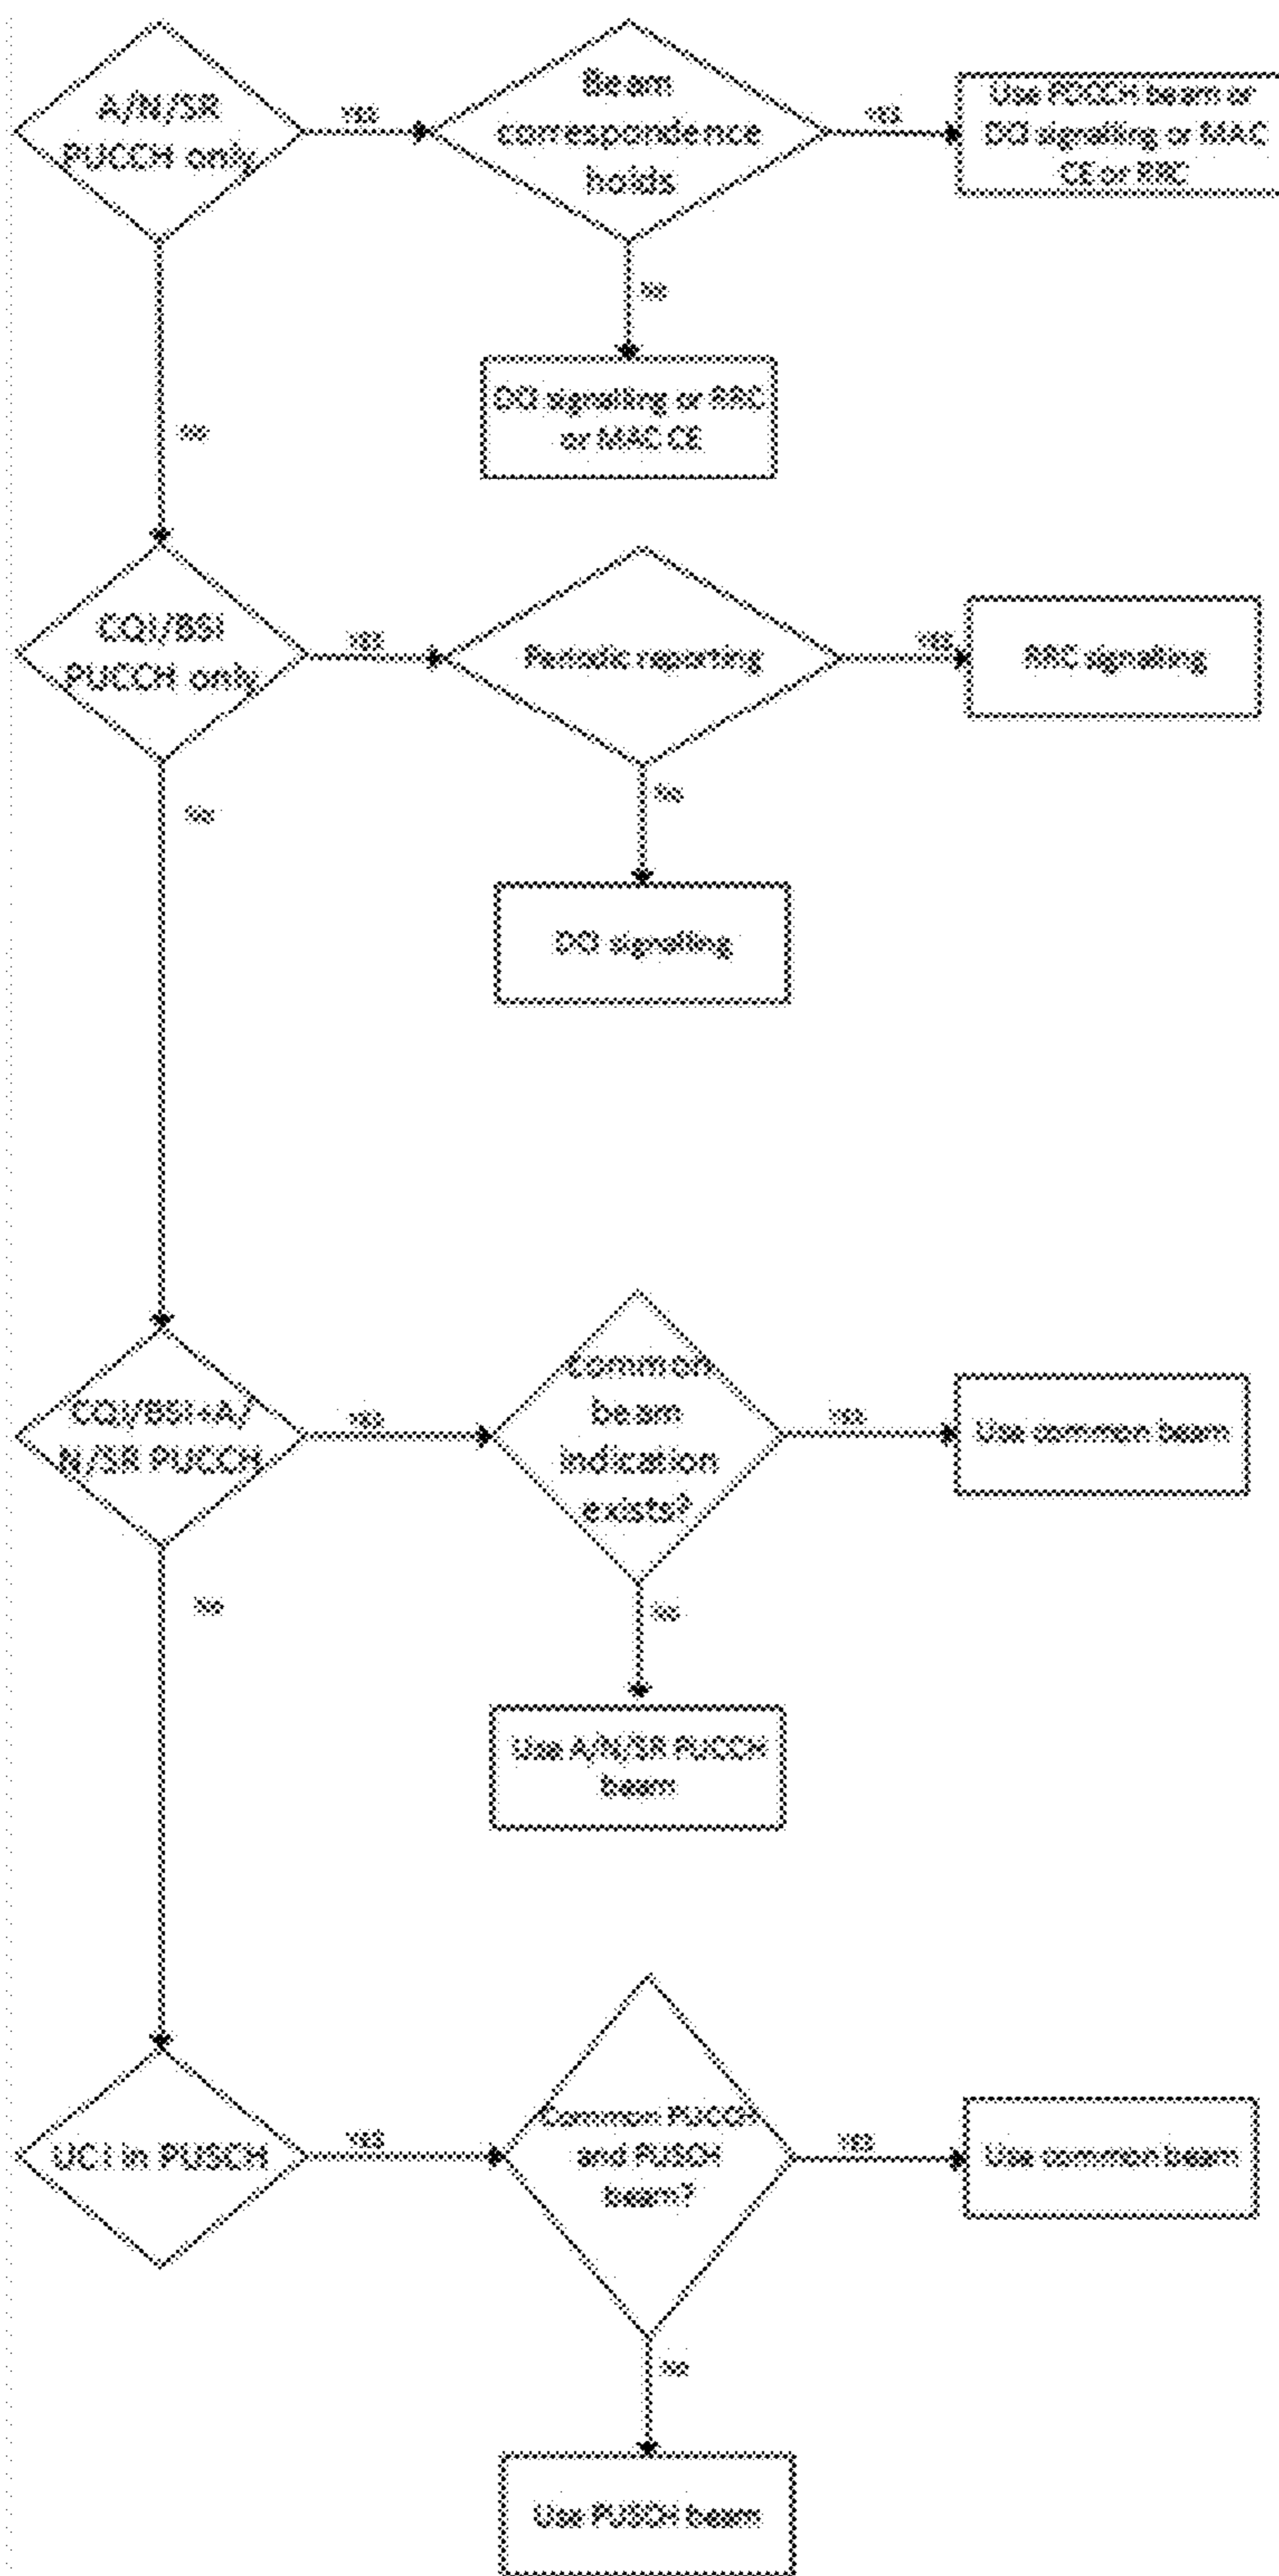 A/N/SR
PUCCH only
YES
Beam
correspondence
holds
YES
Use PDCCH beam or
DCI signalling or MAC
CE or RRC
No
DCI signalling or RRC
or MAC CE
No
CQI/BSI
PUCCH only
YES
Periodic reporting
YES
RRC signaling
No
No
DCI signalling
CQI/BSI+A/
N/SR PUCCH
YES
Common
beam
indication
exists?
YES
Use common beam
No
No
Use A/N/SR PUCCH
beam
UCI in PUSCH
YES
Common PUCCH
and PUSCH
beam?
YES
Use common beam
No
Use PUSCH beam